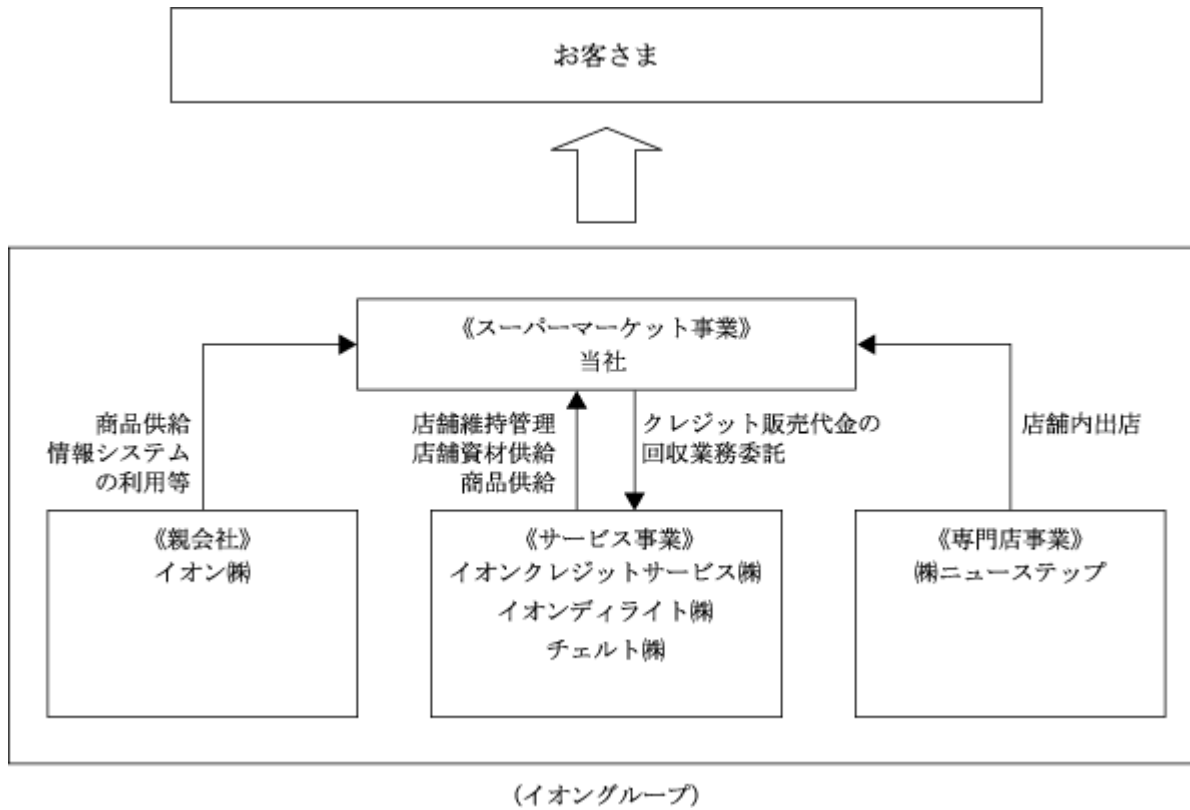 お客さま
《スーパーマーケット事業》
当社
商品供給
情報システム
の利用等
店舗維持管理
店舗資材供給
商品供給
クレジット販売代金の
回収業務委託
店舗内出店
《親会社》
イオン㈱
《サービス事業》
イオンクレジットサービス㈱
イオンディライト㈱
チェルト㈱
《専門店事業》
㈱ニューステップ
(イオングループ)